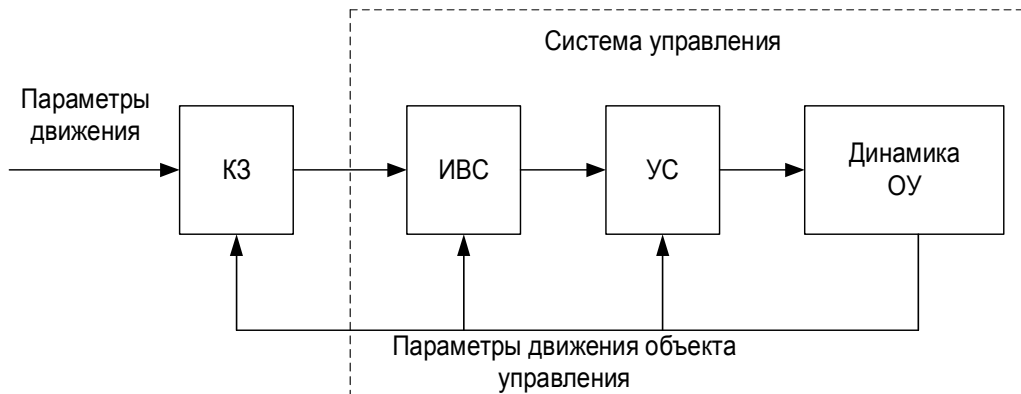 Система управления
Параметры
движения
КЗ
ИВС
УС
Динамика
ОУ
Параметры движения объекта
управления